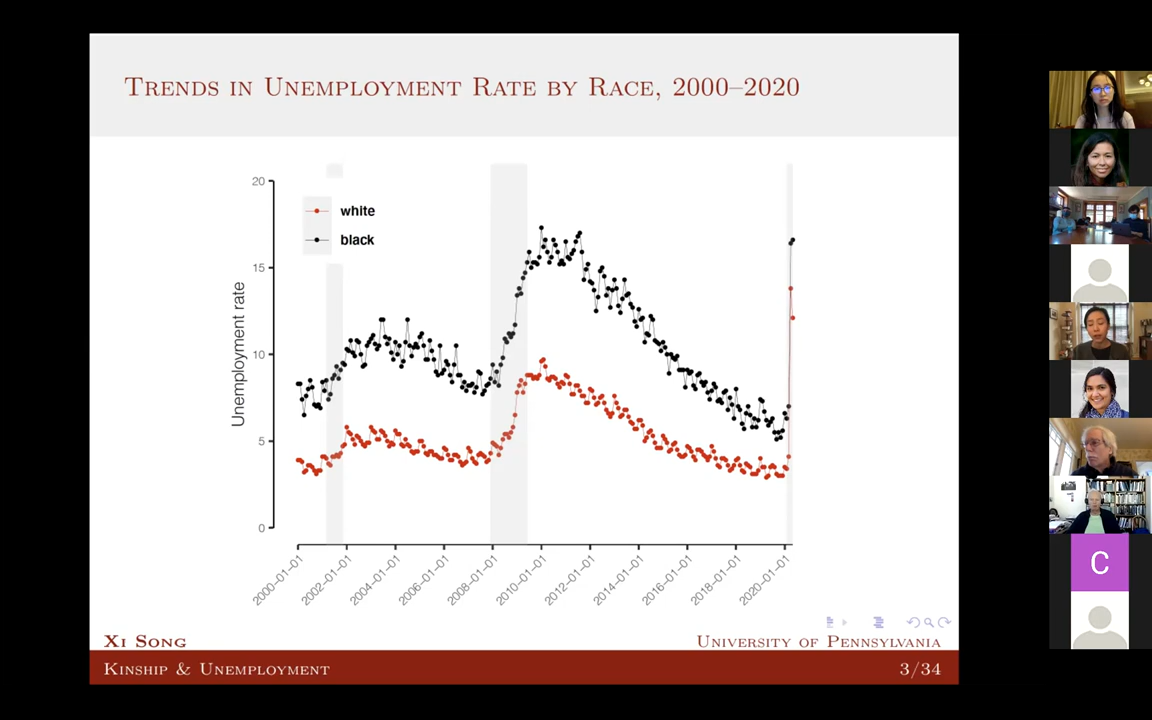 TRENDS IN UNEMPLOYMENT RATE BY RACE, 2000–2020
20
white
black
15
10
5
0
Unemployment rate
2000−01−01
2002−01−01
2004−01−01
2006−01−01
2008−01−01
2010−01−01
2012−01−01
2014−01−01
2016−01−01
2018−01−01
2020−01−01
XI SONG
UNIVERSITY OF PENNSYLVANIA
KINSHIP & UNEMPLOYMENT
3/34
C